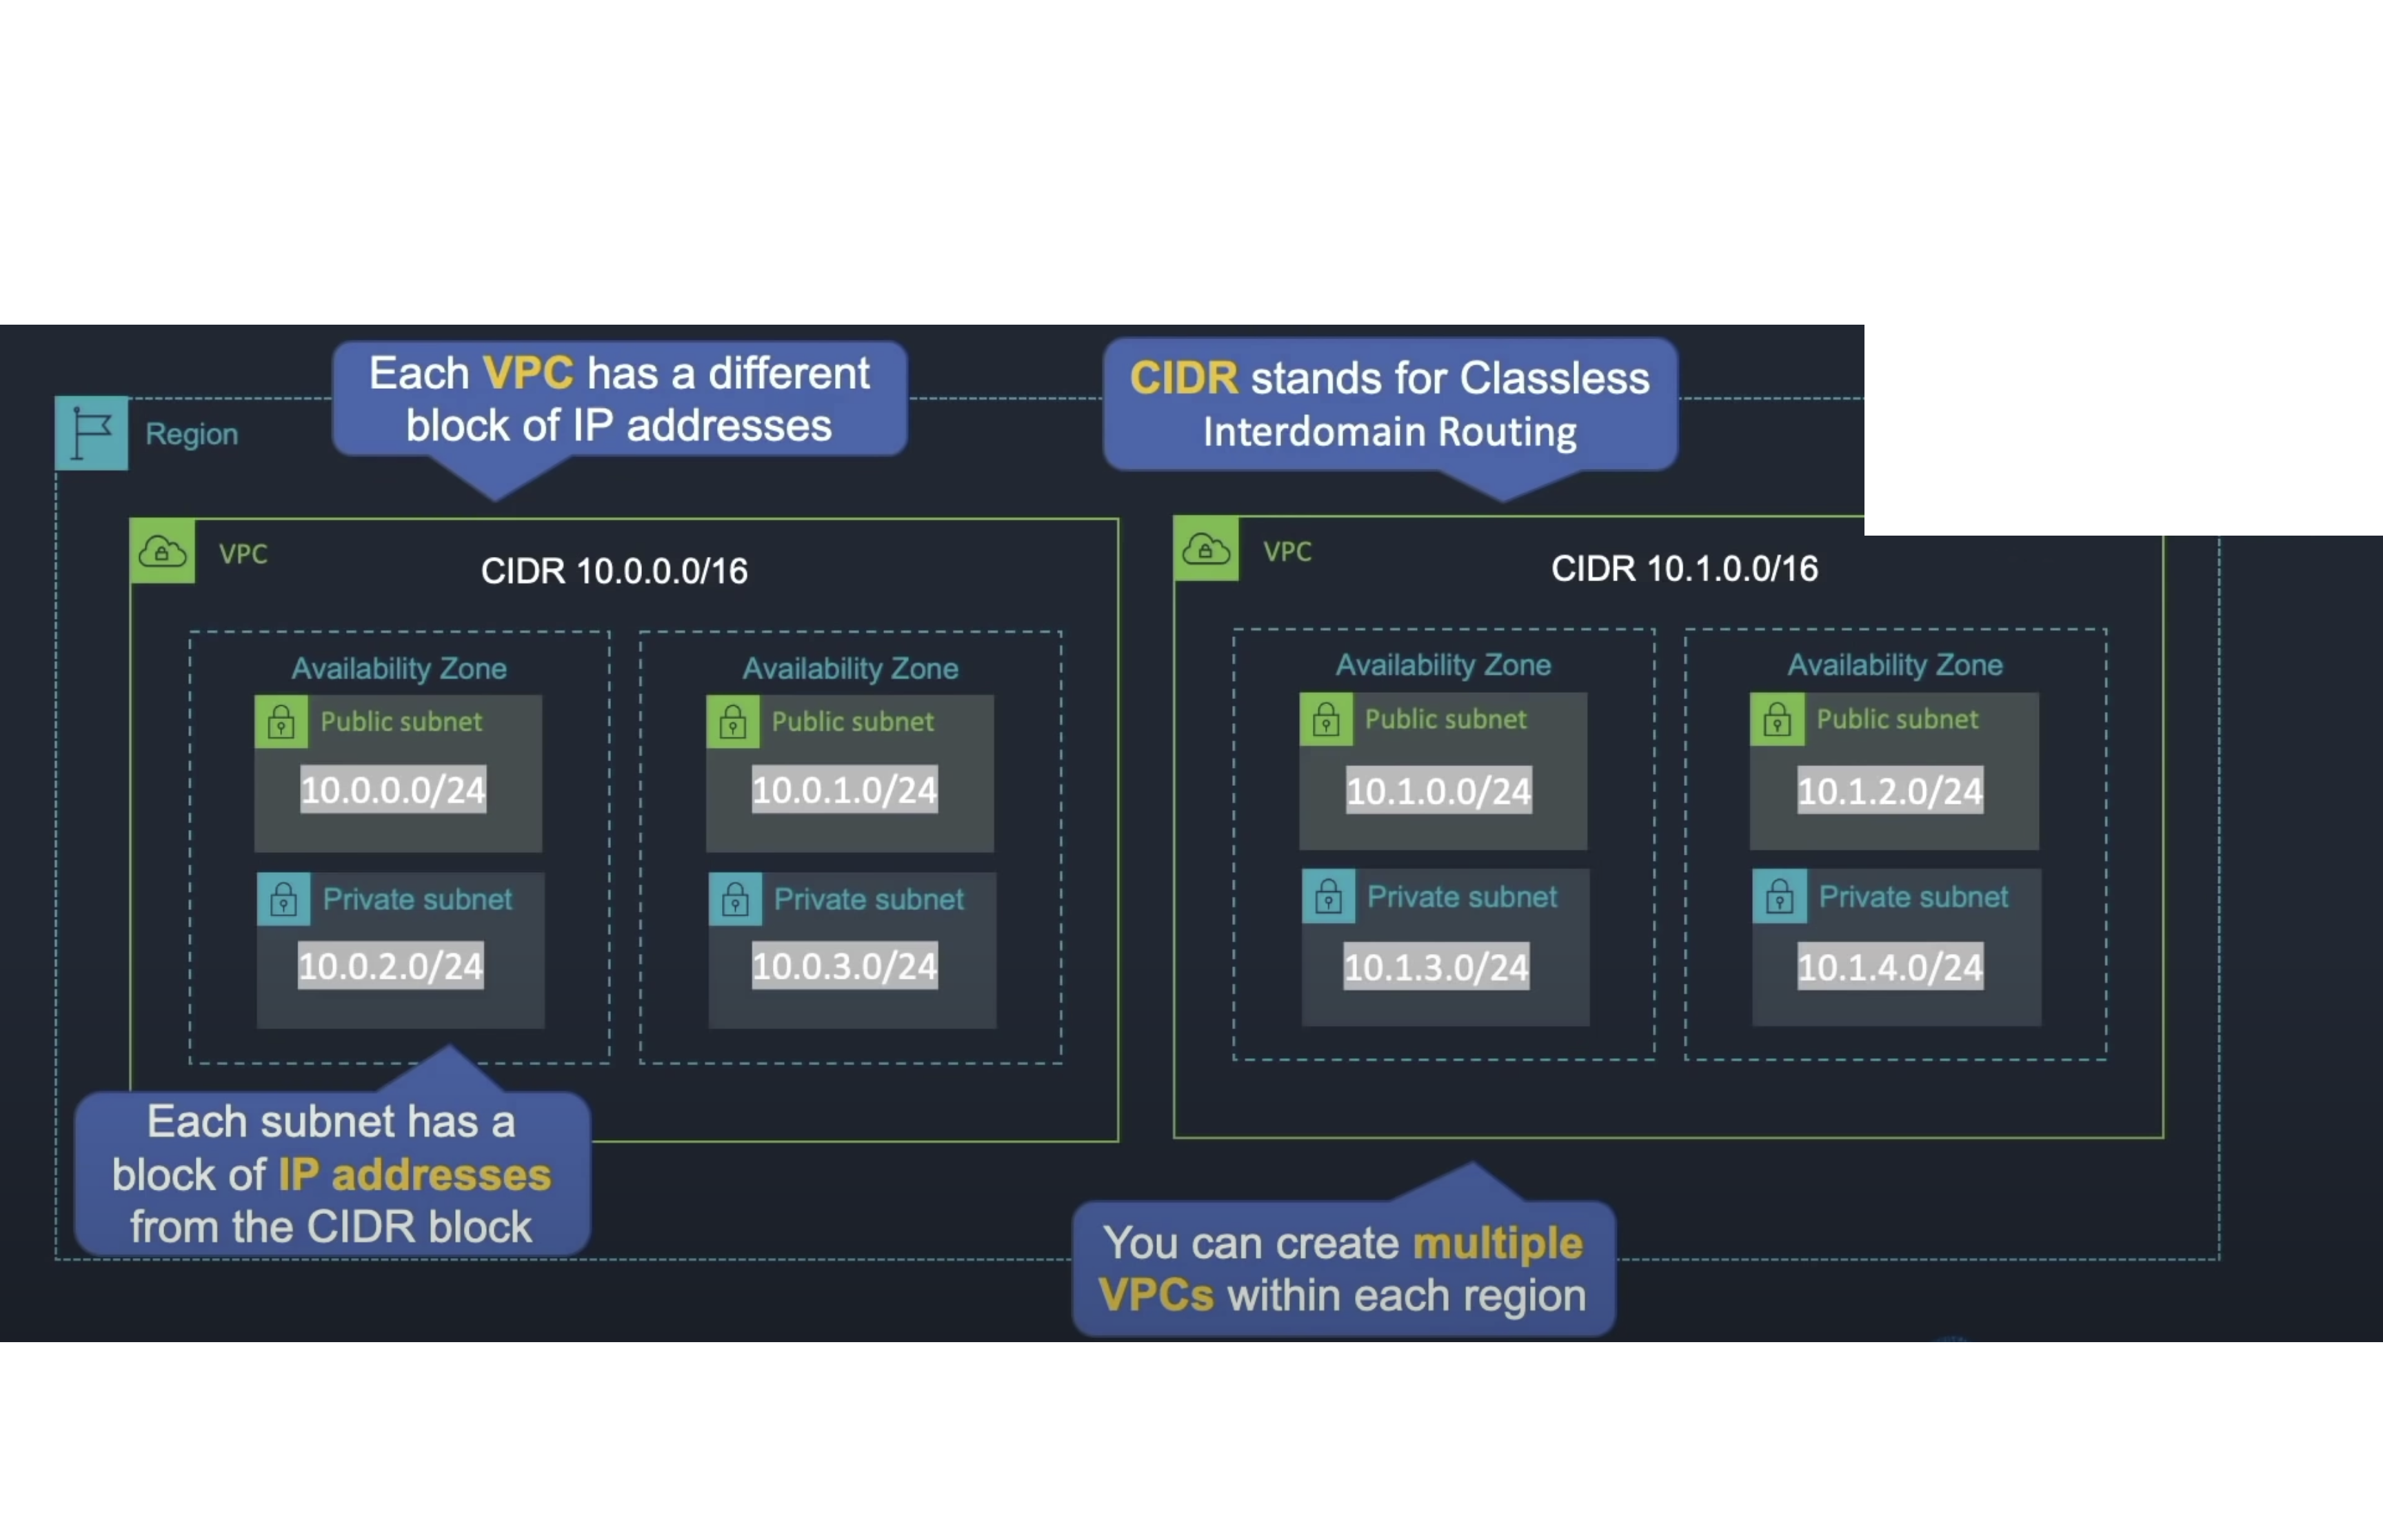 Each VPC has a different
block of IP addresses
CIDR stands for Classless
Interdomain Routing
Region
VPC
CIDR 10.0.0.0/16
Availability Zone
Public subnet
10.0.0.0/24
Private subnet
10.0.2.0/24
Availability Zone
Public subnet
10.0.1.0/24
Private subnet
10.0.3.0/24
Each subnet has a
block of IP addresses
from the CIDR block
VPC
CIDR 10.1.0.0/16
Availability Zone
Public subnet
10.1.0.0/24
Private subnet
10.1.3.0/24
Availability Zone
Public subnet
10.1.2.0/24
Private subnet
10.1.4.0/24
You can create multiple
VPCs within each region